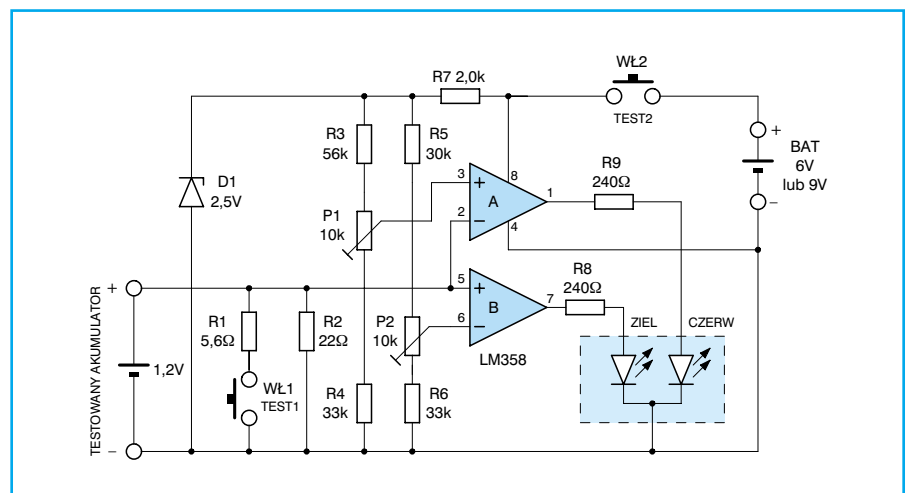 WŁ2
R7 2,0k
TEST2
R3
56k
R5
30k
+
BAT
6V
lub 9V
−
D1
2,5V
R9
240Ω
3
+
8
A
1
2
−
4
P1
10k
R8
240Ω
+
5
+
B
7
6
−
LM358
ZIEL
CZERW
TESTOWANY AKUMULATOR
1,2V
R1
5,6Ω
R2
22Ω
P2
10k
WŁ1
TEST1
R4
33k
R6
33k
−